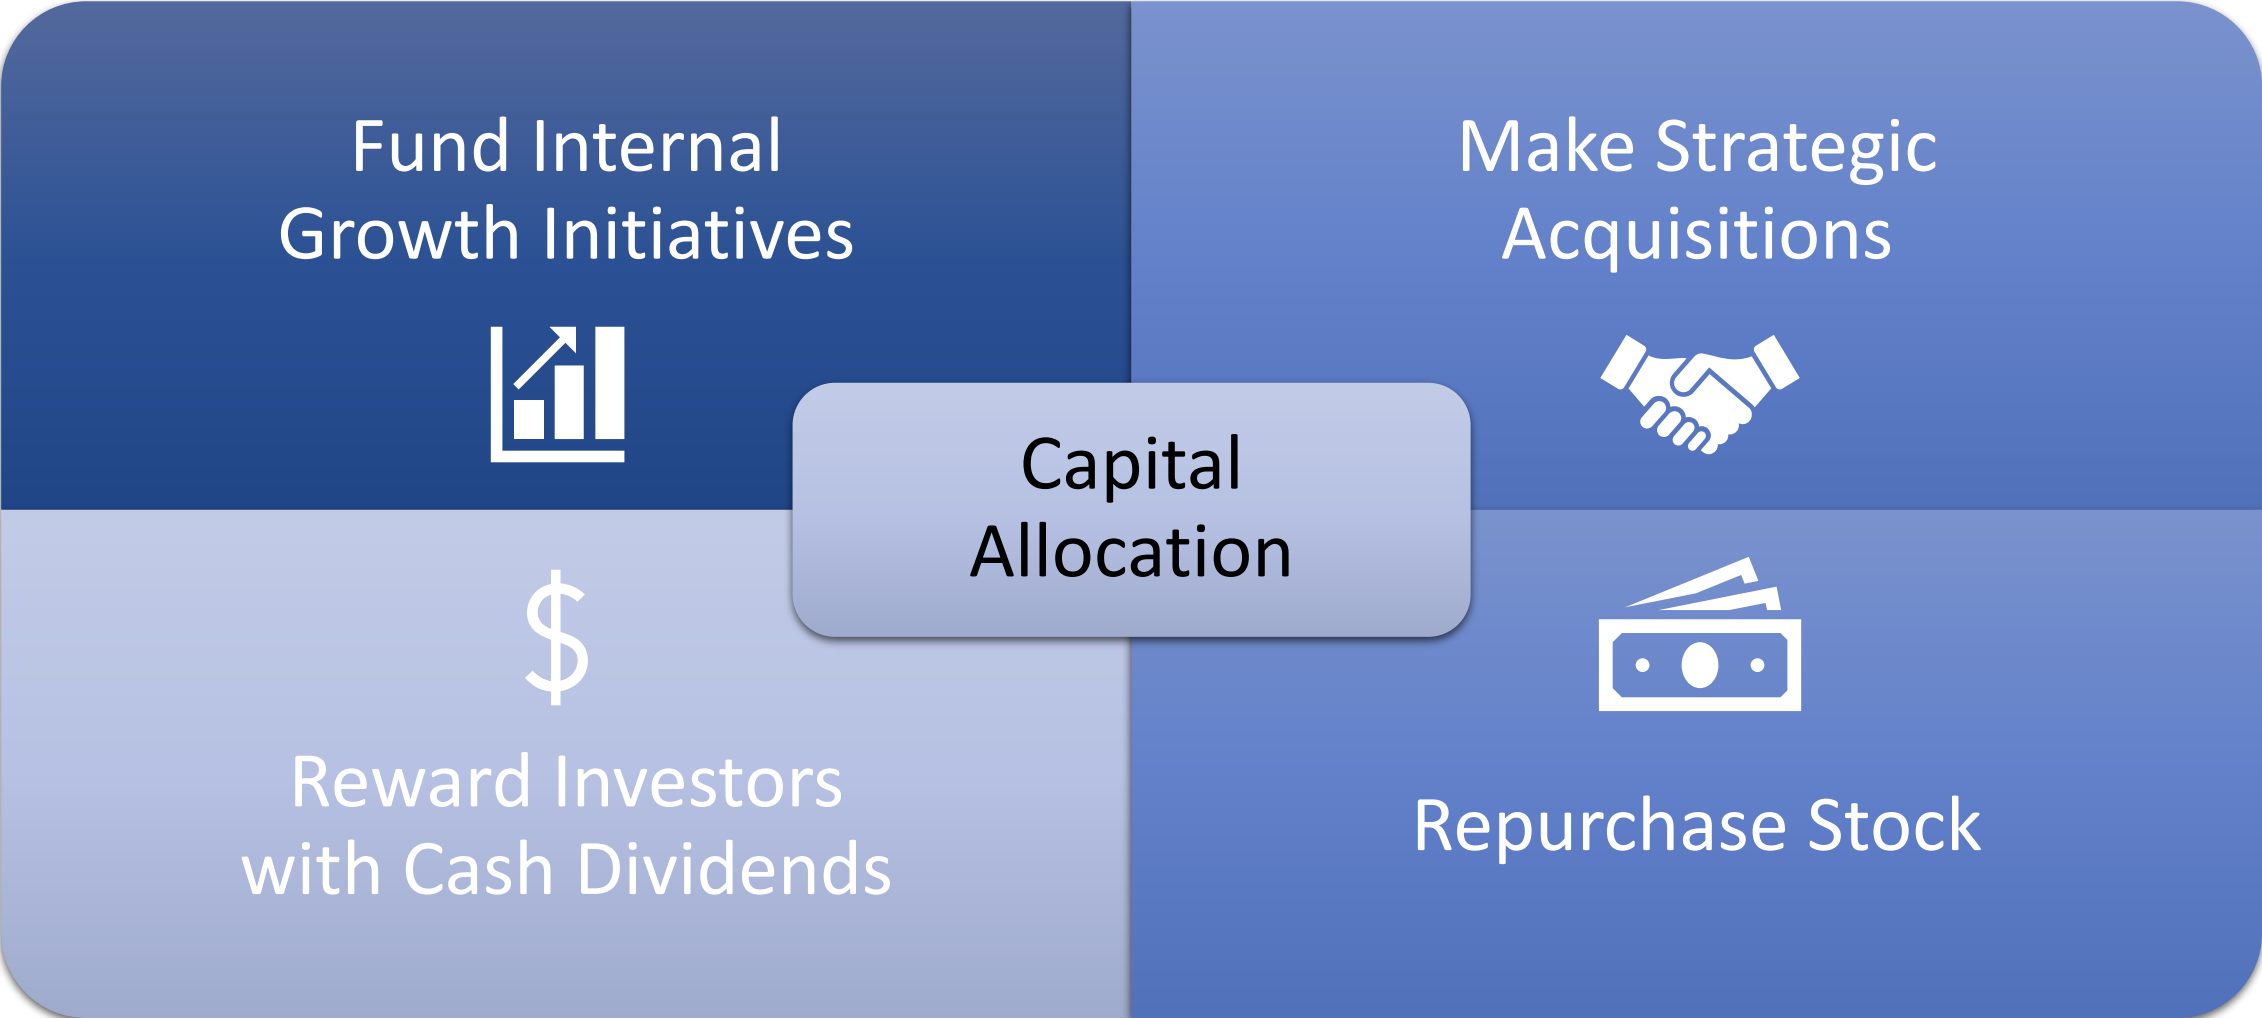 Fund Internal
Growth Initiatives
Make Strategic
Acquisitions
Capital
Allocation
Reward Investors
with Cash Dividends
Repurchase Stock